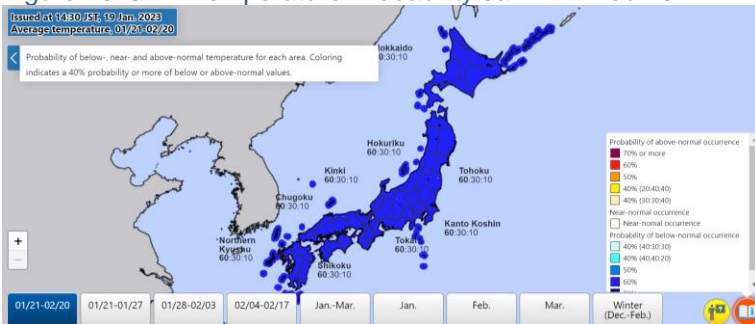 Issued at 14:30 JST, 19 Jan. 2023
Average temperature, 01/21-02/20
Probability of below-, near- and above-normal temperature for each area. Coloring
indicates a 40% probability or more of below or above-normal values.
Hokkaido
60:30:10
Hokuriku
60:30:10
Tohoku
60:30:10
Kinki
60:30:10
Chugoku
60:30:10
Kanto Koshin
60:30:10
Tokai
60:30:10
Northern
Kyushu
60:30:10
Shikoku
60:30:10
Probability of above-normal occurrence
70% or more
60%
50%
40% (20:40:40)
40% (30:30:40)
Near-normal occurrence
Near-nomal occurrence
Probability of below-normal occurrence
40% (40:30:30)
40% (40:40:20)
50%
60%
+
−
01/21-02/20
01/21-01/27
01/28-02/03
02/04-02/17
Jan.-Mar.
Jan.
Feb.
Mar.
Winter
(Dec.-Feb.)